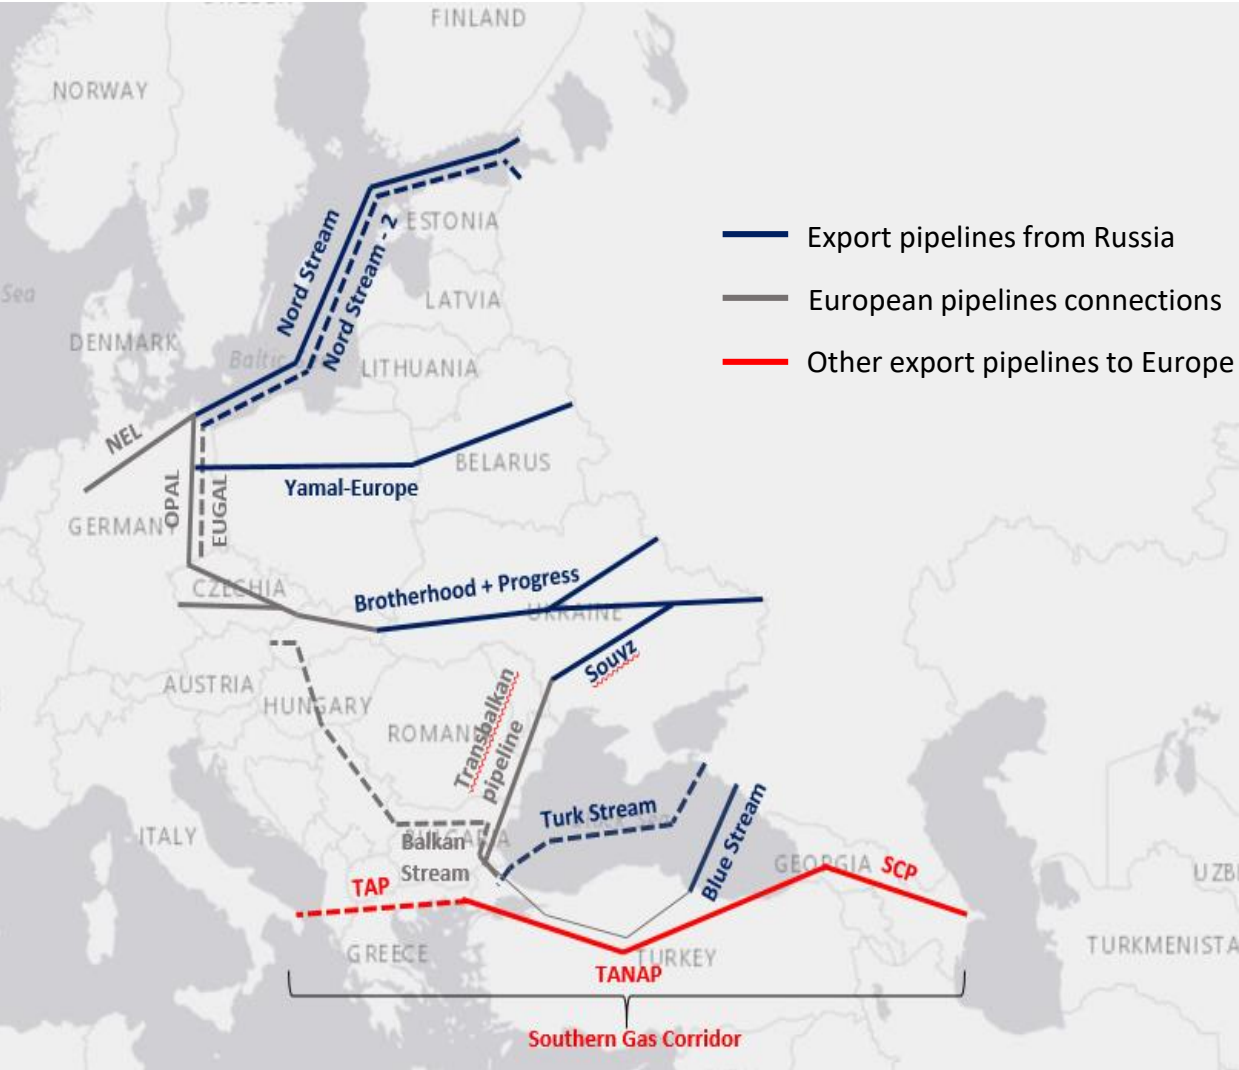 FINLAND
NORWAY
Nord Stream
Nord Stream - 2
ESTONIA
Export pipelines from Russia
Sea
LATVIA
European pipelines connections
DENMARK
Baltic
LITHUANIA
Other export pipelines to Europe
NEL
BELARUS
OPAL
EUGAL
Yamal-Europe
GERMANY
CZECHIA
Brotherhood + Progress
UKRAINE
Souyz
AUSTRIA
HUNGARY
Transbalkan
pipeline
Turk Stream
Blue Stream
ITALY
Balkan
Stream
GEORGIA
SCP
UZB
TAP
GREECE
TURKEY
TURKMENISTA
TANAP
Southern Gas Corridor